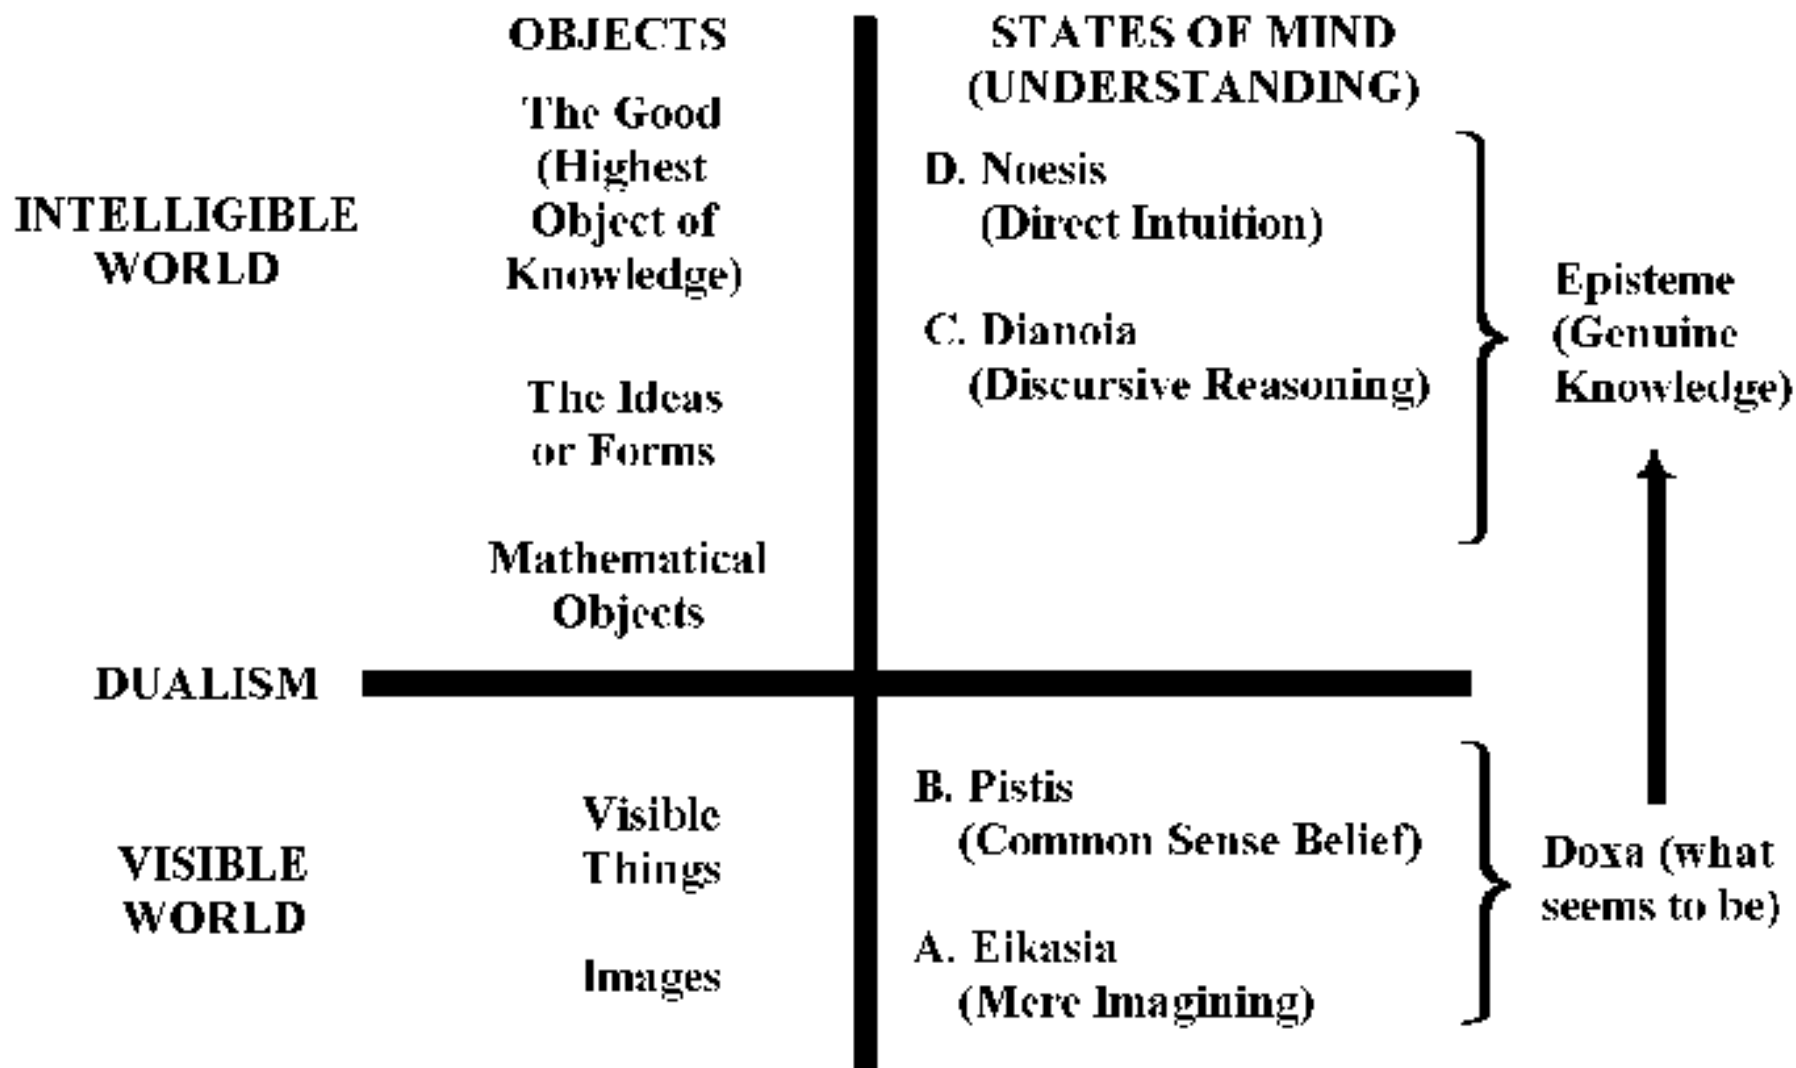 OBJECTS
The Good
(Highest
Object of
Knowledge)
The Ideas
or Forms
Mathematical
Objects
STATES OF MIND
(UNDERSTANDING)
D. Noesis
(Direct Intuition)
C. Dianoia
(Discursive Reasoning)
Episteme
(Genuine
Knowledge)
INTELLIGIBLE
WORLD
DUALISM
VISIBLE
WORLD
Visible
Things
Images
B. Pistis
(Common Sense Belief)
A. Eikasia
(Mere Imagining)
Doxa (what
seems to be)